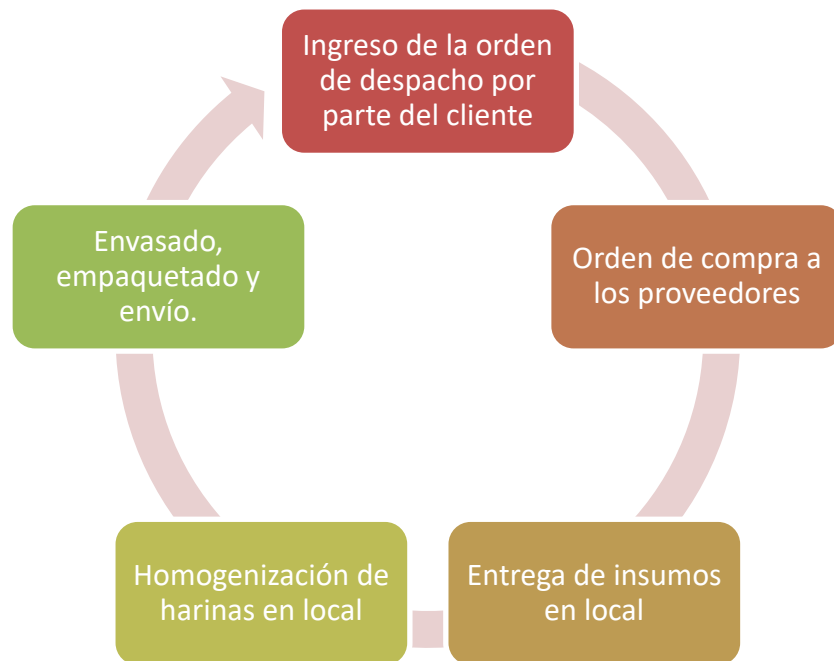 Ingreso de la orden
de despacho por
parte del cliente
Orden de compra a
los proveedores
Entrega de insumos
en local
Homogenización de
harinas en local
Envasado,
empaquetado y
envío.